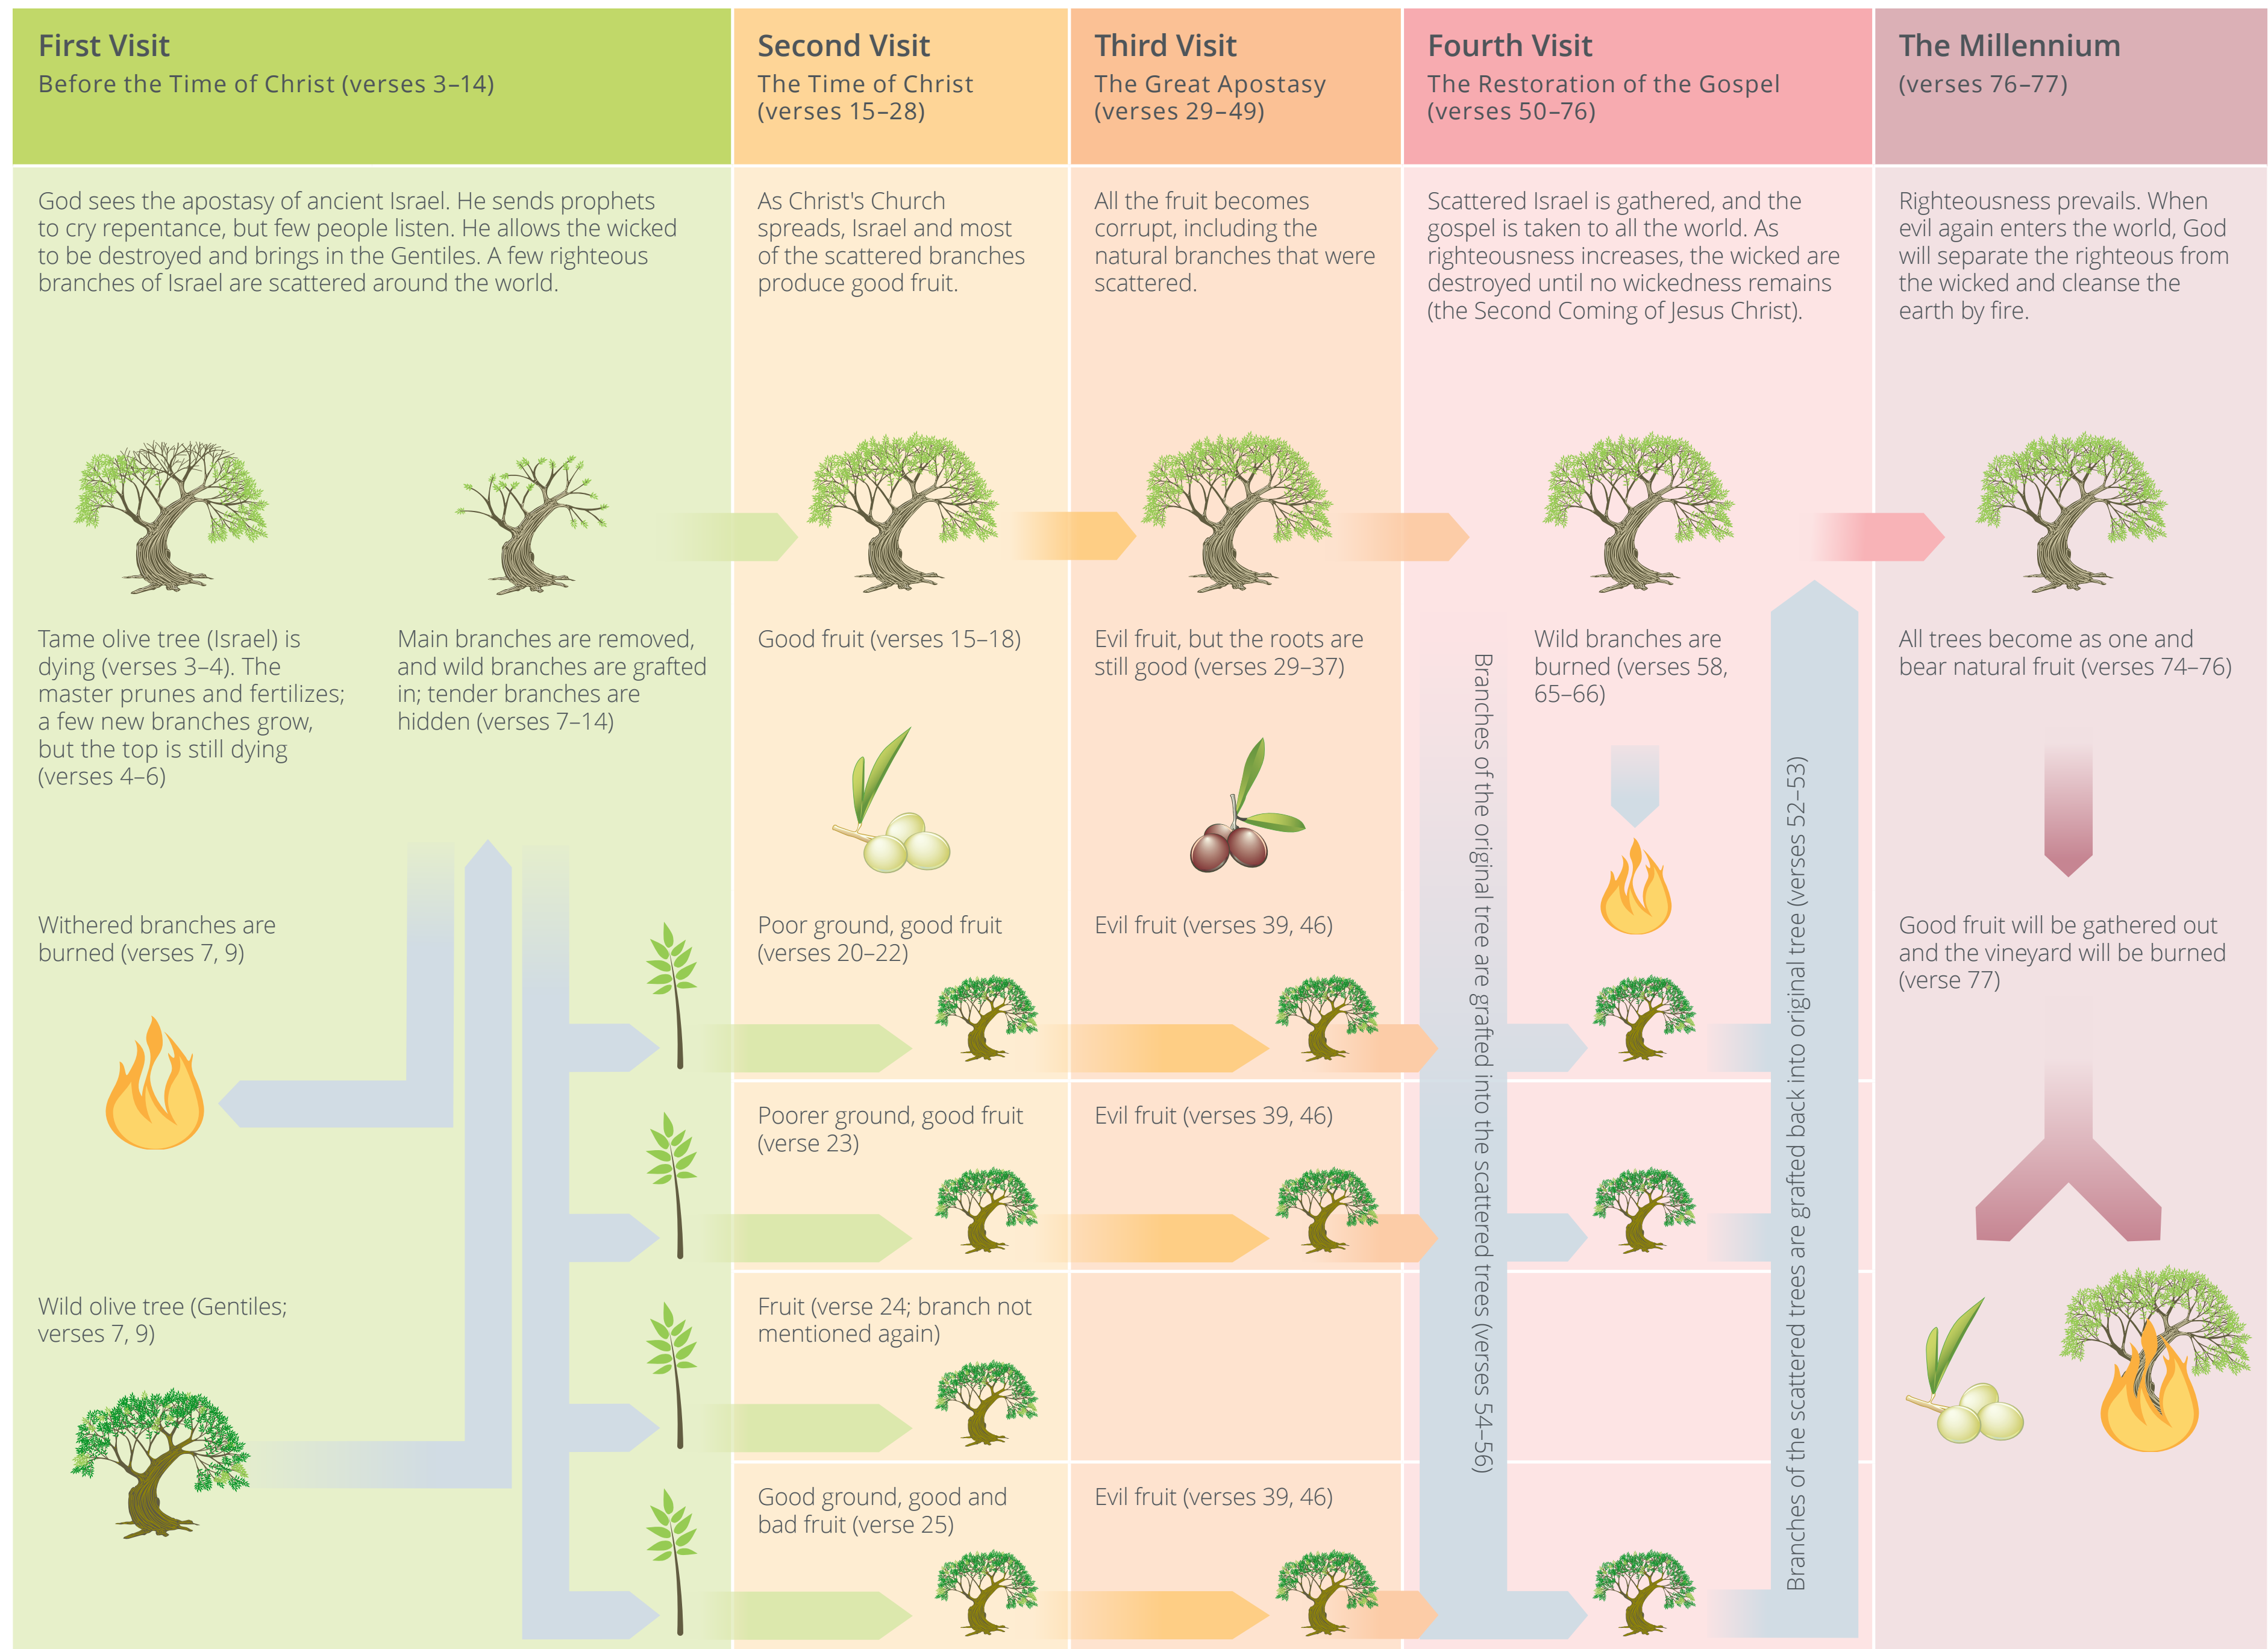 First Visit
Before the Time of Christ (verses 3–14)
God sees the apostasy of ancient Israel. He sends prophets
to cry repentance, but few people listen. He allows the wicked
to be destroyed and brings in the Gentiles. A few righteous
branches of Israel are scattered around the world.
Tame olive tree (Israel) is
dying (verses 3–4). The
master prunes and fertilizes;
a few new branches grow,
but the top is still dying
(verses 4–6)
Main branches are removed,
and wild branches are grafted
in; tender branches are
hidden (verses 7–14)
Withered branches are
burned (verses 7, 9)
Wild olive tree (Gentiles;
verses 7, 9)
Second Visit
The Time of Christ
(verses 15–28)
As Christ's Church
spreads, Israel and most
of the scattered branches
produce good fruit.
Good fruit (verses 15–18)
Poor ground, good fruit
(verses 20–22)
Poorer ground, good fruit
(verse 23)
Fruit (verse 24; branch not
mentioned again)
Good ground, good and
bad fruit (verse 25)
Third Visit
The Great Apostasy
(verses 29–49)
All the fruit becomes
corrupt, including the
natural branches that were
scattered.
Evil fruit, but the roots are
still good (verses 29–37)
Evil fruit (verses 39, 46)
Evil fruit (verses 39, 46)
Evil fruit (verses 39, 46)
Fourth Visit
The Restoration of the Gospel
(verses 50–76)
Scattered Israel is gathered, and the
gospel is taken to all the world. As
righteousness increases, the wicked are
destroyed until no wickedness remains
(the Second Coming of Jesus Christ).
Branches of the original tree are grafted into the scattered trees (verses 54–56)
Wild branches are
burned (verses 58,
65–66)
Branches of the scattered trees are grafted back into original tree (verses 52–53)
The Millennium
(verses 76–77)
Righteousness prevails. When
evil again enters the world, God
will separate the righteous from
the wicked and cleanse the
earth by fire.
All trees become as one and
bear natural fruit (verses 74–76)
Good fruit will be gathered out
and the vineyard will be burned
(verse 77)